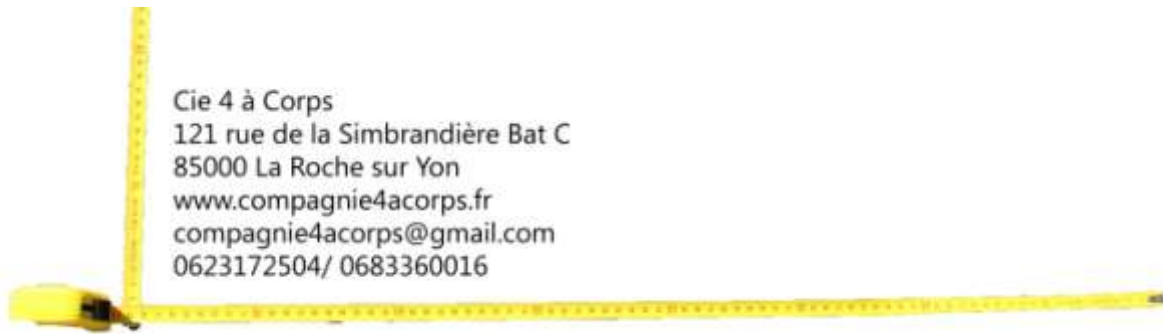 Cie 4 à Corps
121 rue de la Simbrandière Bat C
85000 La Roche sur Yon
www.compagnie4acorps.fr
compagnie4acorps@gmail.com
0623172504/ 0683360016